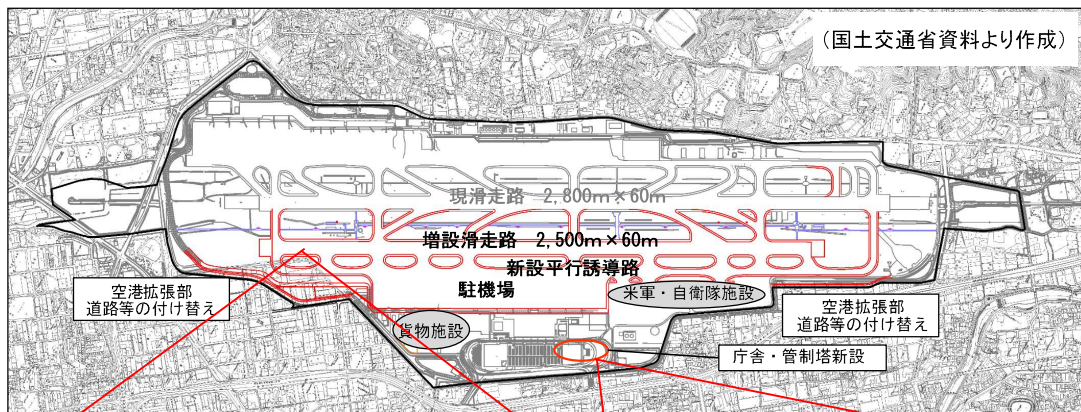 (国土交通省資料より作成)
現滑走路 2,800m×60m
増設滑走路 2,500m×60m
新設平行誘導路
駐機場
米軍・自衛隊施設
空港拡張部
道路等の付け替え
貨物施設
空港拡張部
道路等の付け替え
庁舎・管制塔新設